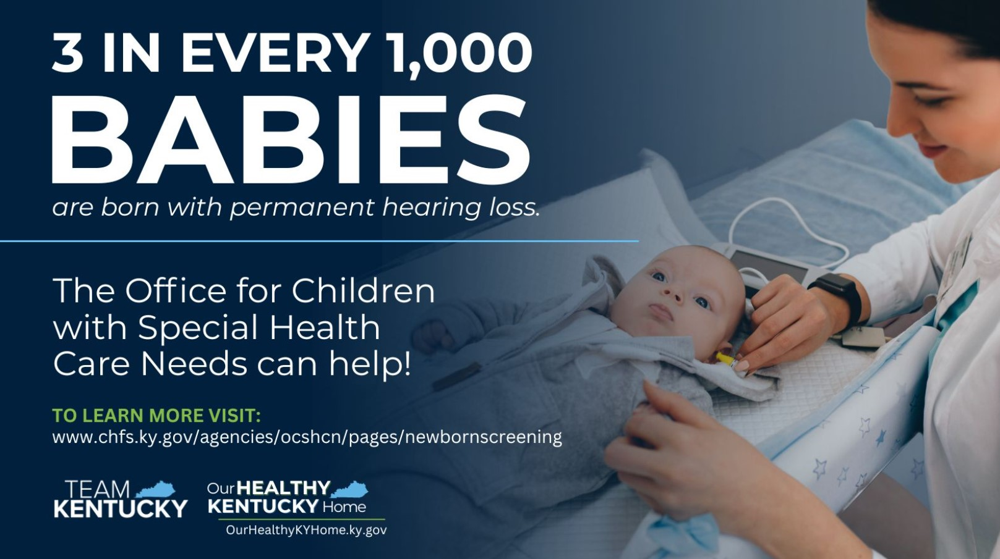 3 IN EVERY 1,000
BABIES
are born with permanent hearing loss.
The Office for Children
with Special Health
Care Needs can help!
TO LEARN MORE VISIT:
www.chfs.ky.gov/agencies/ocshcn/pages/newbornscreening
TEAM
KENTUCKY
Our HEALTHY
KENTUCKY Home
OurHealthyKYHome.ky.gov